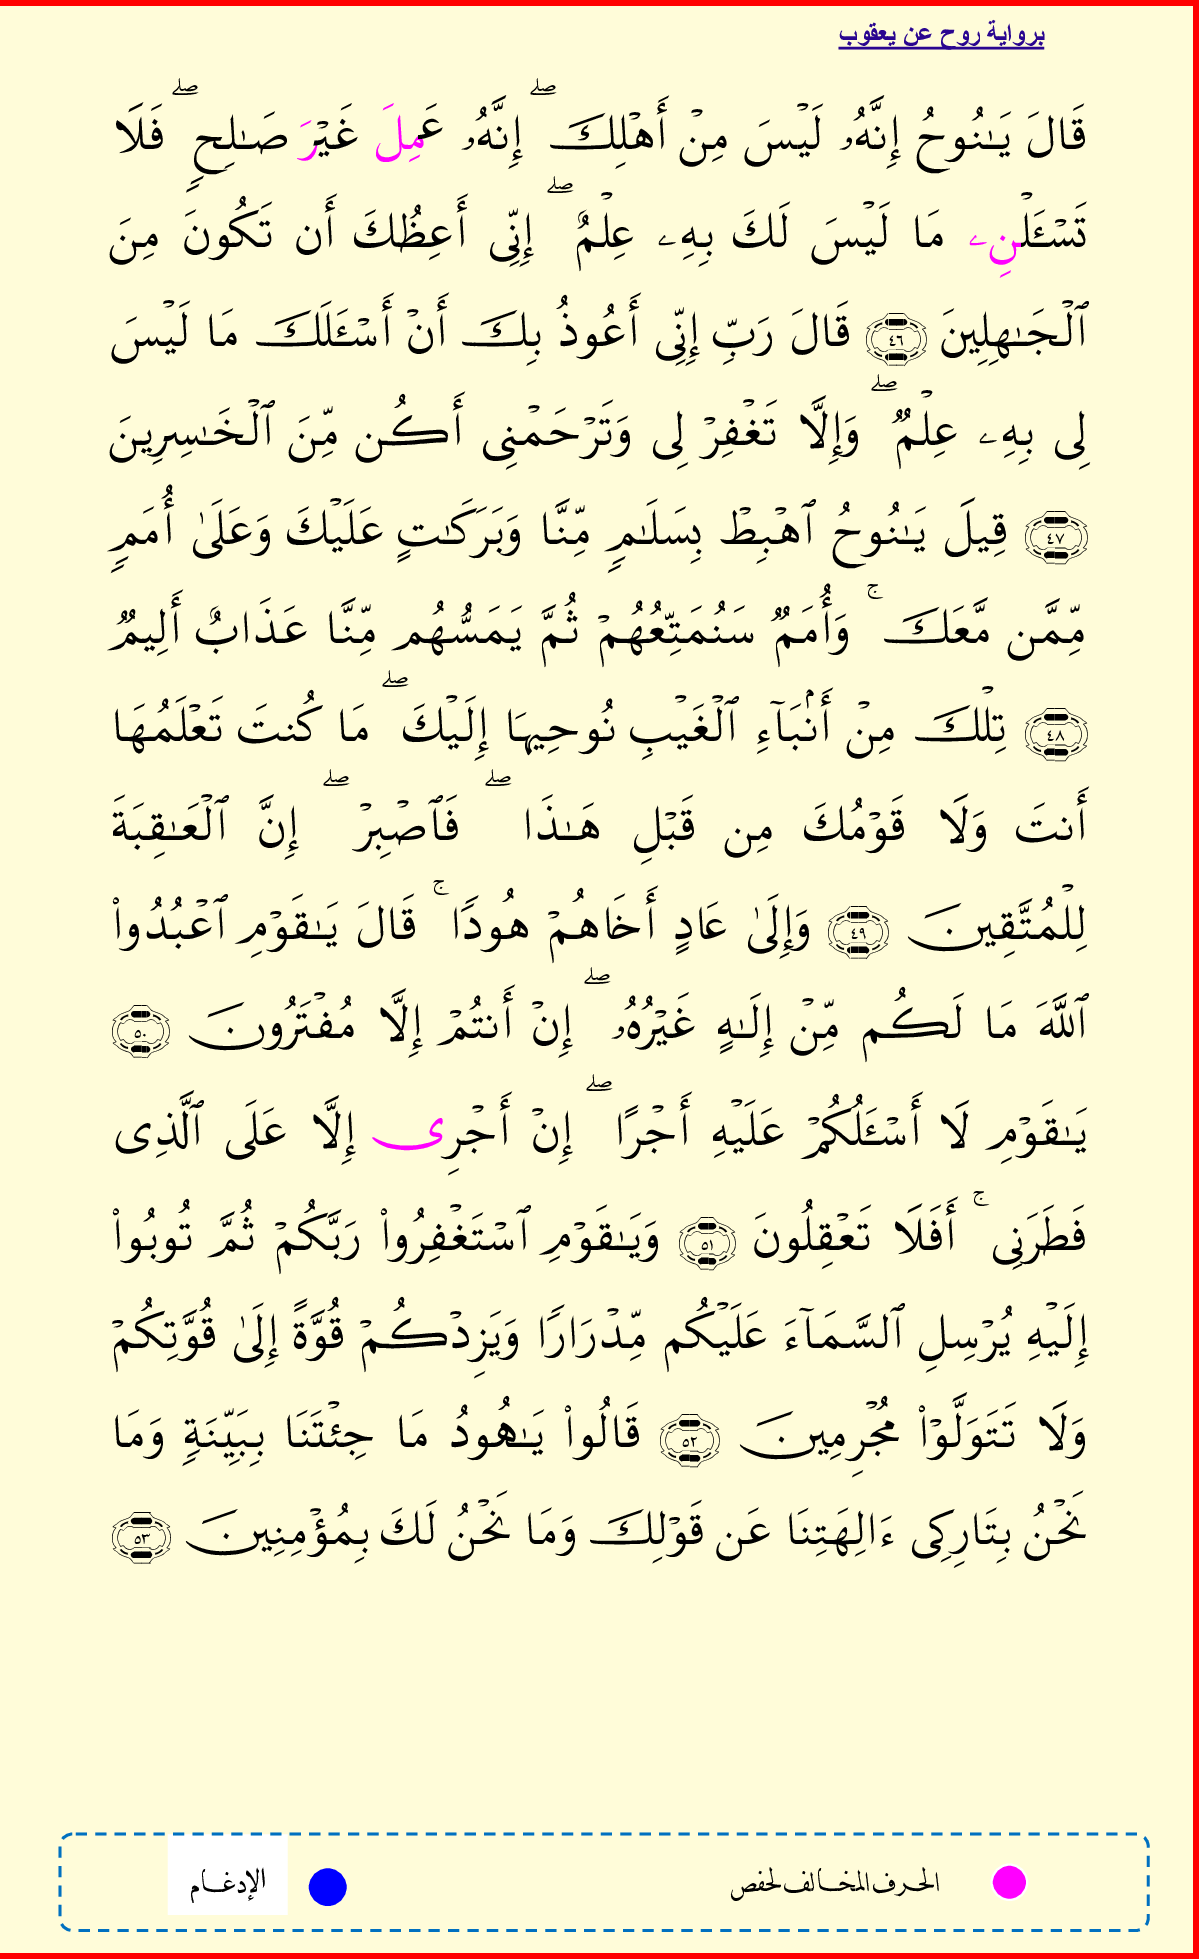 برواية روح عن يعقوب
قَالَ يَـٰنُوحُ إِنَّهُۥ لَيْسَ مِنْ أَهْلِكَ ۖ إِنَّهُۥ عَمِلَ غَيْرَ صَـٰلِحٍ ۖ فَلَا
تَسْـَٔلْنِۦ مَا لَيْسَ لَكَ بِهِۦ عِلْمٌ ۖ إِنِّى أَعِظُكَ أَن تَكُونَ مِنَ
ٱلْجَـٰهِلِينَ ٤٦ قَالَ رَبِّ إِنِّى أَعُوذُ بِكَ أَنْ أَسْـَٔلَكَ مَا لَيْسَ
لِى بِهِۦ عِلْمٌ ۖ وَإِلَّا تَغْفِرْ لِى وَتَرْحَمْنِى أَكُن مِّنَ ٱلْخَـٰسِرِينَ
٤٧ قِيلَ يَـٰنُوحُ ٱهْبِطْ بِسَلَـٰمٍ مِّنَّا وَبَرَكَـٰتٍ عَلَيْكَ وَعَلَىٰ أُمَمٍ
مِّمَّن مَّعَكَ ۚ وَأُمَمٌ سَنُمَتِّعُهُمْ ثُمَّ يَمَسُّهُم مِّنَّا عَذَابٌ أَلِيمٌ
٤٨ تِلْكَ مِنْ أَنۢبَآءِ ٱلْغَيْبِ نُوحِيهَا إِلَيْكَ ۖ مَا كُنتَ تَعْلَمُهَا
أَنتَ وَلَا قَوْمُكَ مِن قَبْلِ هَـٰذَا ۖ فَٱصْبِرْ ۖ إِنَّ ٱلْعَـٰقِبَةَ
لِلْمُتَّقِينَ ٤٩ وَإِلَىٰ عَادٍ أَخَاهُمْ هُودًا ۚ قَالَ يَـٰقَوْمِ ٱعْبُدُوا۟
ٱللَّهَ مَا لَكُم مِّنْ إِلَـٰهٍ غَيْرُهُۥ ۖ إِنْ أَنتُمْ إِلَّا مُفْتَرُونَ ٥٠
يَـٰقَوْمِ لَا أَسْـَٔلُكُمْ عَلَيْهِ أَجْرًا ۖ إِنْ أَجْرِى إِلَّا عَلَى ٱلَّذِى
فَطَرَنِى ۚ أَفَلَا تَعْقِلُونَ ٥١ وَيَـٰقَوْمِ ٱسْتَغْفِرُوا۟ رَبَّكُمْ ثُمَّ تُوبُوا۟
إِلَيْهِ يُرْسِلِ ٱلسَّمَآءَ عَلَيْكُم مِّدْرَارًا وَيَزِدْكُمْ قُوَّةً إِلَىٰ قُوَّتِكُمْ
وَلَا تَتَوَلَّوْا۟ مُجْرِمِينَ ٥٢ قَالُوا۟ يَـٰهُودُ مَا جِئْتَنَا بِبَيِّنَةٍ وَمَا
نَحْنُ بِتَارِكِى ءَالِهَتِنَا عَن قَوْلِكَ وَمَا نَحْنُ لَكَ بِمُؤْمِنِينَ ٥٣
الحرف المخالف لحفص الإدغام